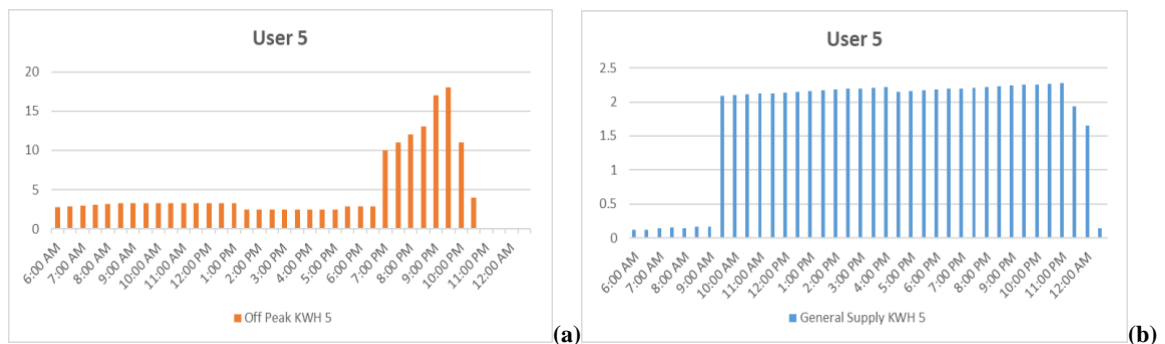 User 5
20
15
10
5
0
6:00 AM
7:00 AM
8:00 AM
9:00 AM
10:00 AM
11:00 AM
12:00 PM
1:00 PM
2:00 PM
3:00 PM
4:00 PM
5:00 PM
6:00 PM
7:00 PM
8:00 PM
9:00 PM
10:00 PM
11:00 PM
12:00 AM
Off Peak KWH 5
(a)
User 5
2.5
2
1.5
1
0.5
0
6:00 AM
7:00 AM
8:00 AM
9:00 AM
10:00 AM
11:00 AM
12:00 PM
1:00 PM
2:00 PM
3:00 PM
4:00 PM
5:00 PM
6:00 PM
7:00 PM
8:00 PM
9:00 PM
10:00 PM
11:00 PM
12:00 AM
General Supply KWH 5
(b)